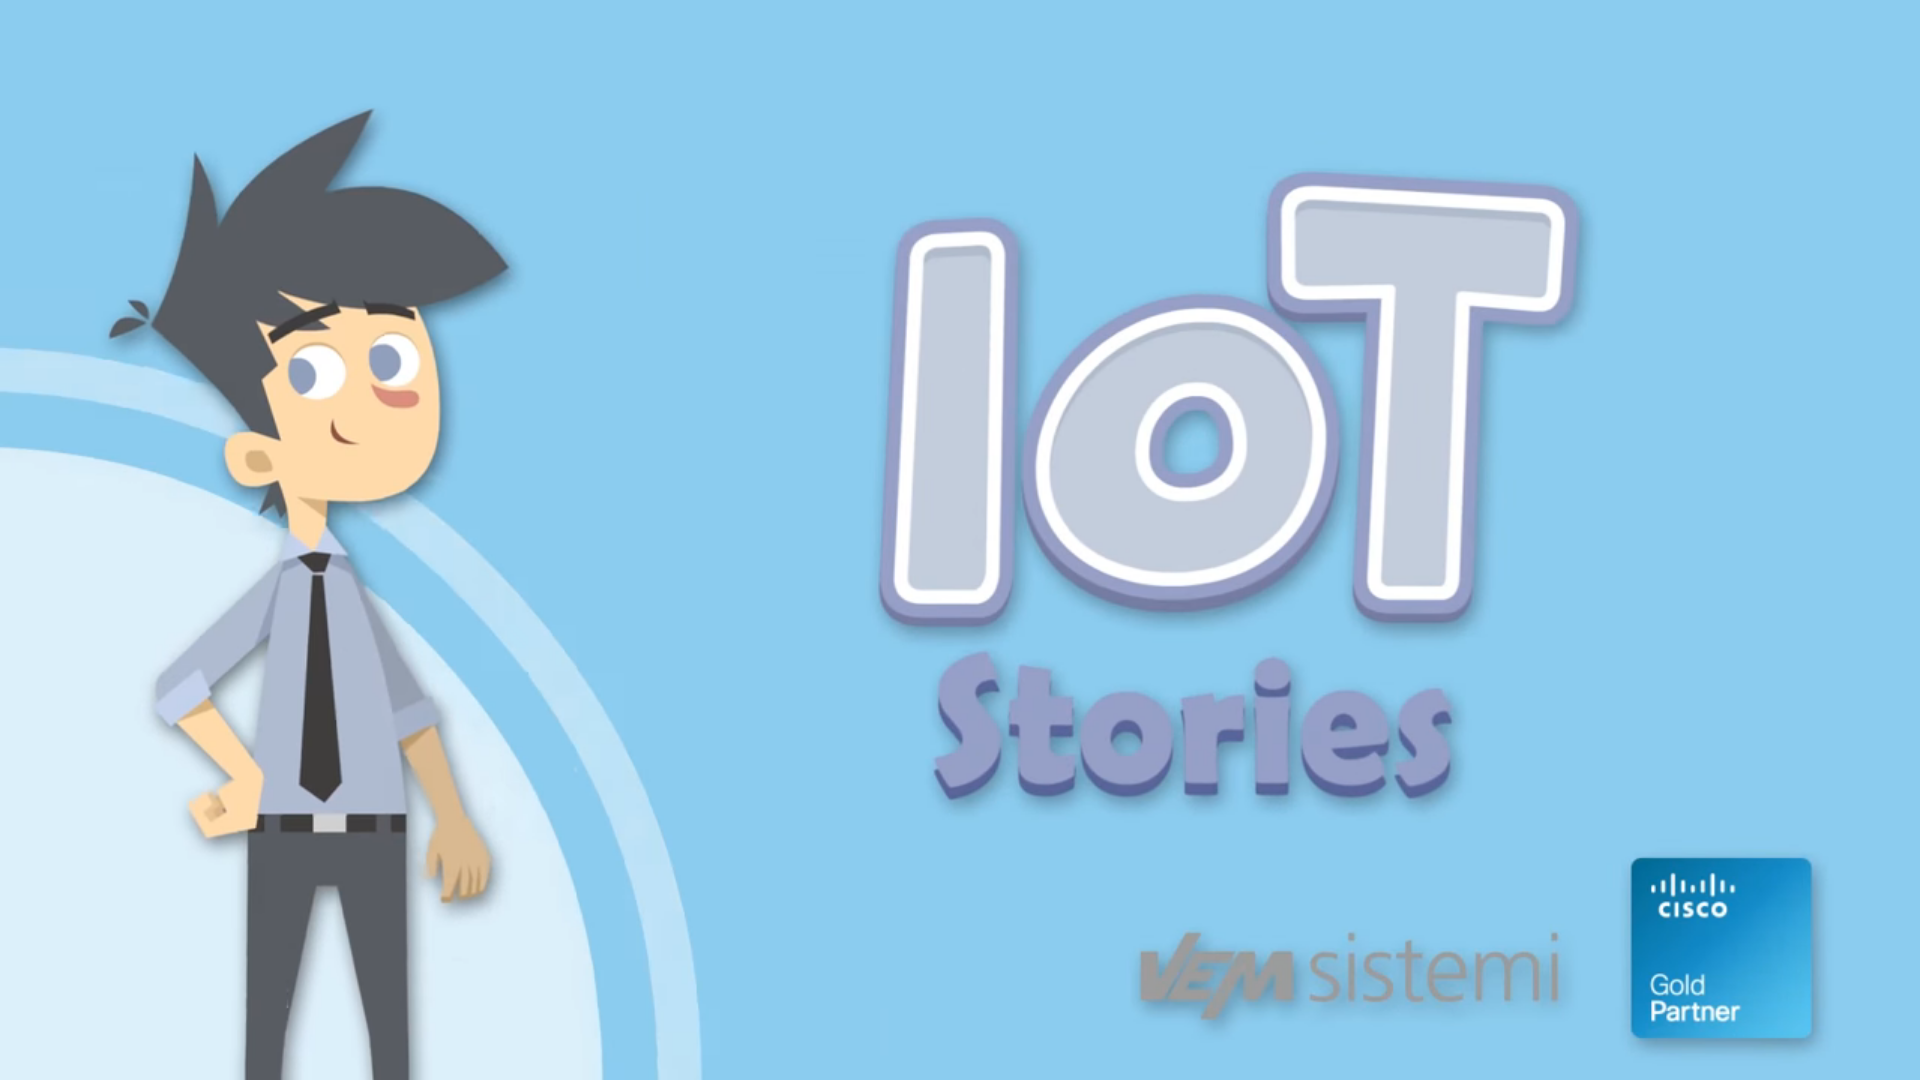 IoT
Stories
VEM sistemi
CISCO
Gold
Partner